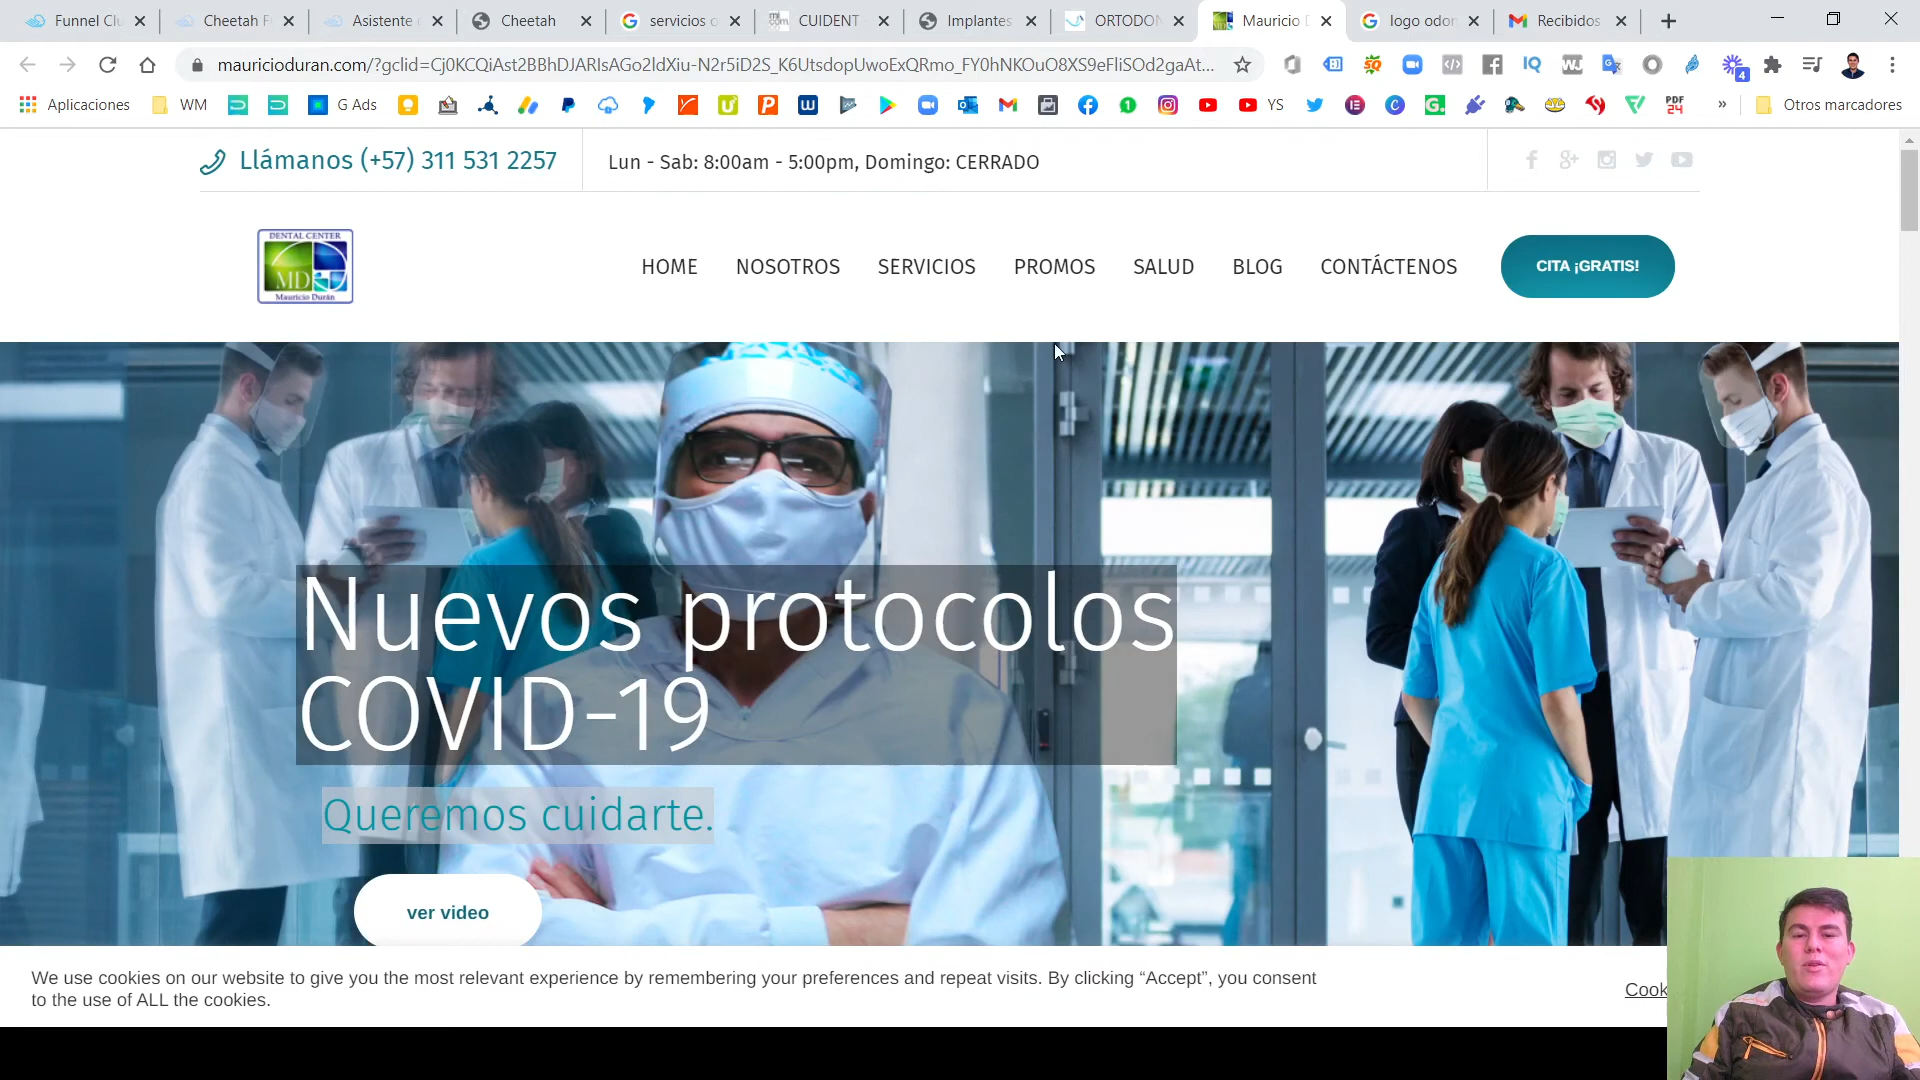 Funnel Clu
Cheetah F
Asistente
Cheetah
servicios o
CUIDENT
Implantes
ORTODON
Mauricio D
logo odon
Recibidos
mauricioduran.com/?gclid=Cj0KCQiAst2BBhDJARIsAGo2ldXiu-N2r5iD2S_K6UtsdopUwoExQRmo_FY0hNKOuO8XS9eFliSOd2gaAt...
Aplicaciones
WM
G Ads
YS
PDF
24
»
Otros marcadores
Llámanos (+57) 311 531 2257
Lun - Sab: 8:00am - 5:00pm, Domingo: CERRADO
DENTAL CENTER
MD
Mauricio Durán
HOME NOSOTROS SERVICIOS PROMOS SALUD BLOG CONTÁCTENOS
CITA ¡GRATIS!
Nuevos protocolos
COVID-19
Queremos cuidarte.
ver video
We use cookies on our website to give you the most relevant experience by remembering your preferences and repeat visits. By clicking “Accept”, you consent
to the use of ALL the cookies.
Cook